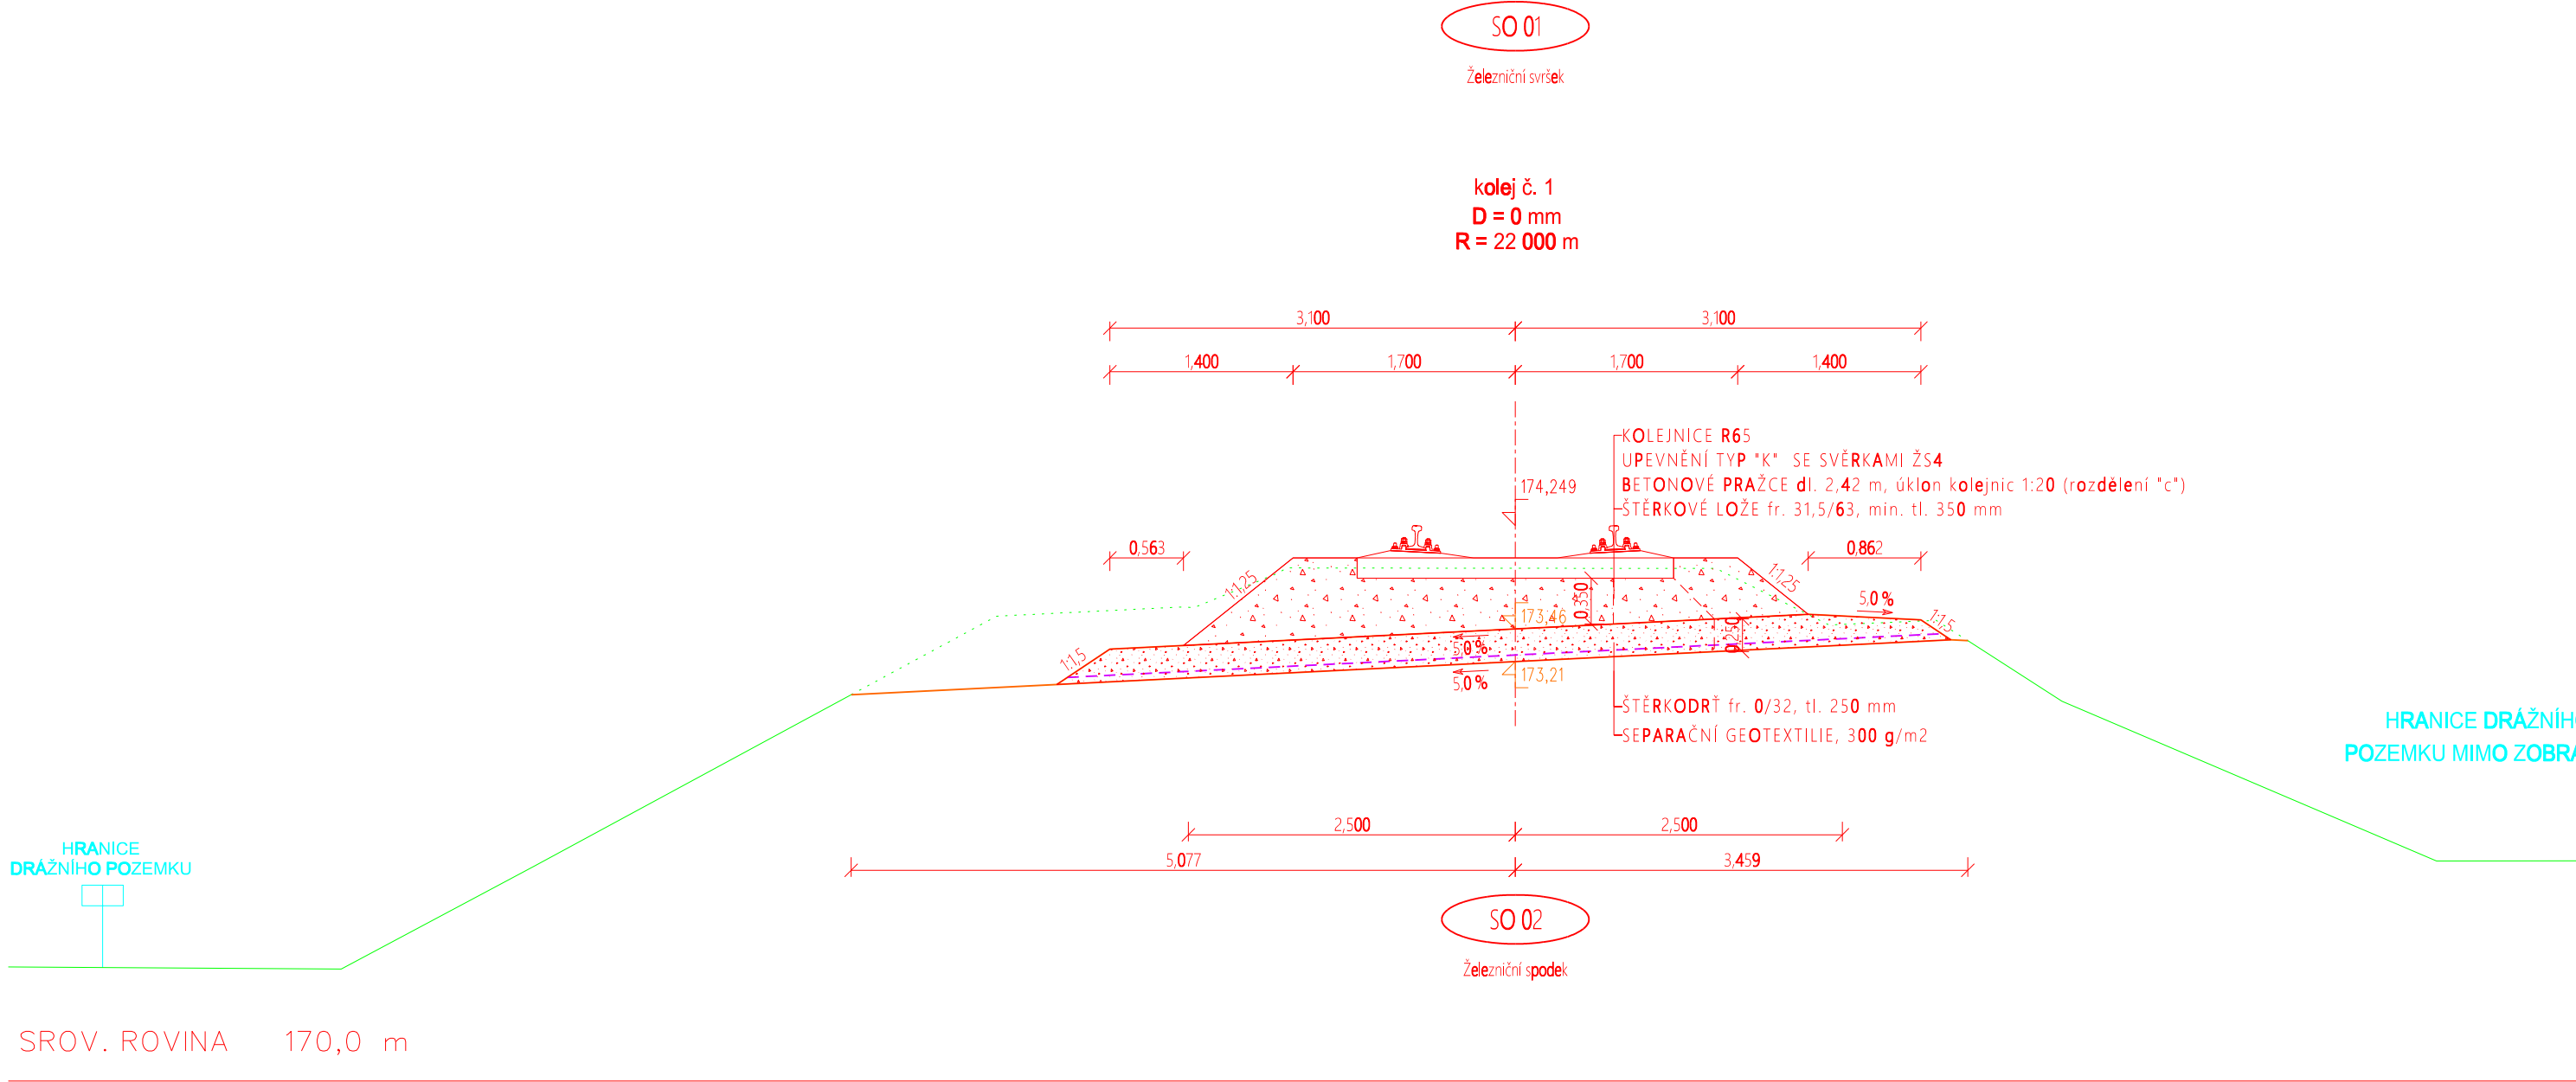 SO 01
Železniční svršek
kolej č. 1
D = 0 mm
R = 22 000 m
3,100 3,100
1,400 1,700 1,700 1,400
KOLEJNICE R65
UPEVNĚNÍ TYP "K" SE SVĚRKAMI ŽS4
174,249
BETONOVÉ PRAŽCE dl. 2,42 m, úklon kolejnic 1:20 (rozdělení "c")
ŠTĚRKOVÉ LOŽE fr. 31,5/63, min. tl. 350 mm
0,563 0,862
1:1,25 1:1,25
0,350
5,0 %
173,46
1:1,5
0,250
5,0 %
1:1,5
173,21
5,0 %
ŠTĚRKODRŤ fr. 0/32, tl. 250 mm
SEPARAČNÍ GEOTEXTILIE, 300 g/m2
HRANICE DRÁŽNÍH
POZEMKU MIMO ZOBRA
2,500 2,500
HRANICE
DRÁŽNÍHO POZEMKU
5,077 3,459
SO 02
Železniční spodek
SROV. ROVINA 170,0 m